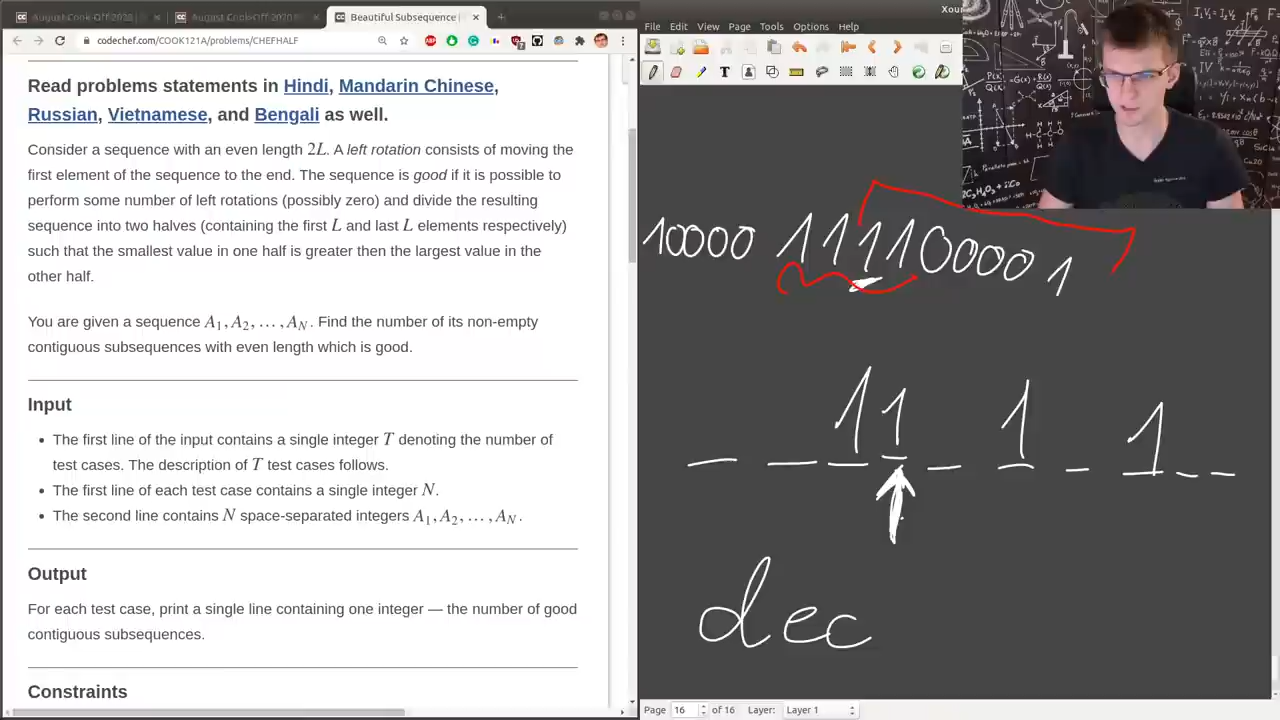 August Cook-Off 2020
August Cook-Off 2020
Beautiful Subsequence
codechef.com/COOK121A/problems/CHEFHALF
Read problems statements in Hindi, Mandarin Chinese,
Russian, Vietnamese, and Bengali as well.
Consider a sequence with an even length 2L. A left rotation consists of moving the
first element of the sequence to the end. The sequence is good if it is possible to
perform some number of left rotations (possibly zero) and divide the resulting
sequence into two halves (containing the first L and last L elements respectively)
such that the smallest value in one half is greater then the largest value in the
other half.
You are given a sequence A1, A2, …, AN. Find the number of its non-empty
contiguous subsequences with even length which is good.
Input
The first line of the input contains a single integer T denoting the number of
test cases. The description of T test cases follows.
The first line of each test case contains a single integer N.
The second line contains N space-separated integers A1, A2, …, AN.
Output
For each test case, print a single line containing one integer — the number of good
contiguous subsequences.
Constraints
Xour
File Edit View Page Tools Options Help
10000 111100001
11 1 1
dec
Page 16 of 16 Layer: Layer 1